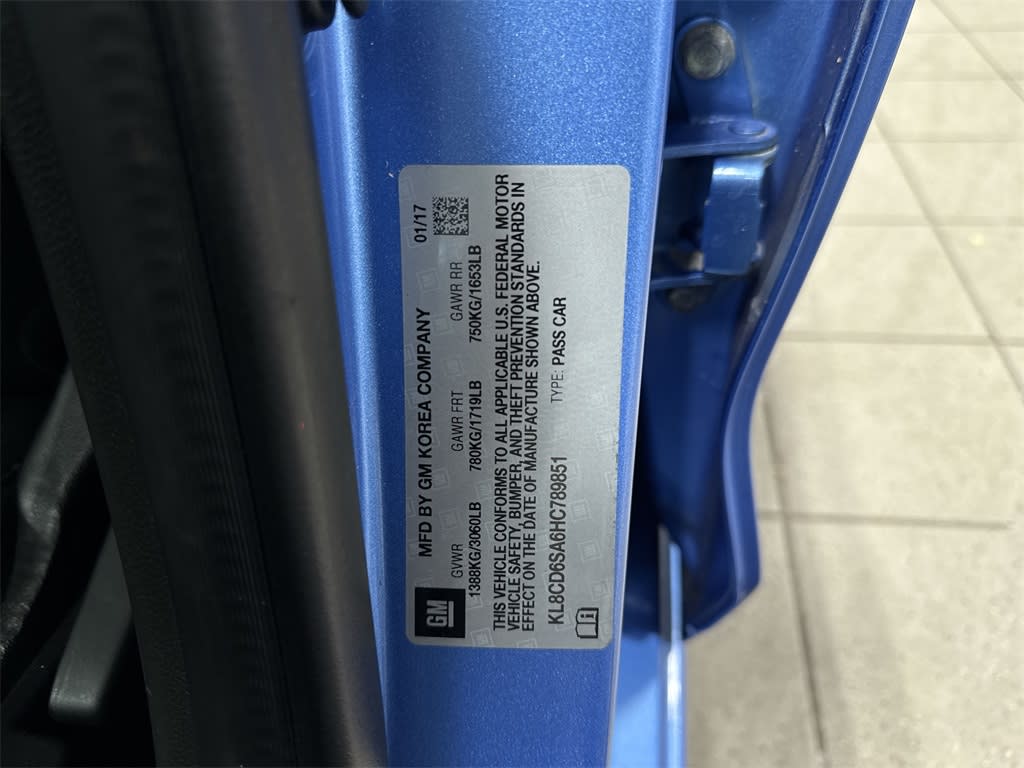 MFD BY GM KOREA COMPANY 01/17
GM
GVWR GAWR FRT GAWR RR
1388KG/3060LB 780KG/1719LB 750KG/1653LB
THIS VEHICLE CONFORMS TO ALL APPLICABLE U.S. FEDERAL MOTOR
VEHICLE SAFETY, BUMPER, AND THEFT PREVENTION STANDARDS IN
EFFECT ON THE DATE OF MANUFACTURE SHOWN ABOVE.
KL8CD6SA6HC789851 TYPE: PASS CAR